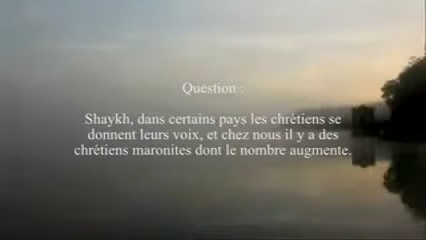 Question :
Shaykh, dans certains pays les chrétiens se
donnent leurs voix, et chez nous il y a des
chrétiens maronites dont le nombre augmente.